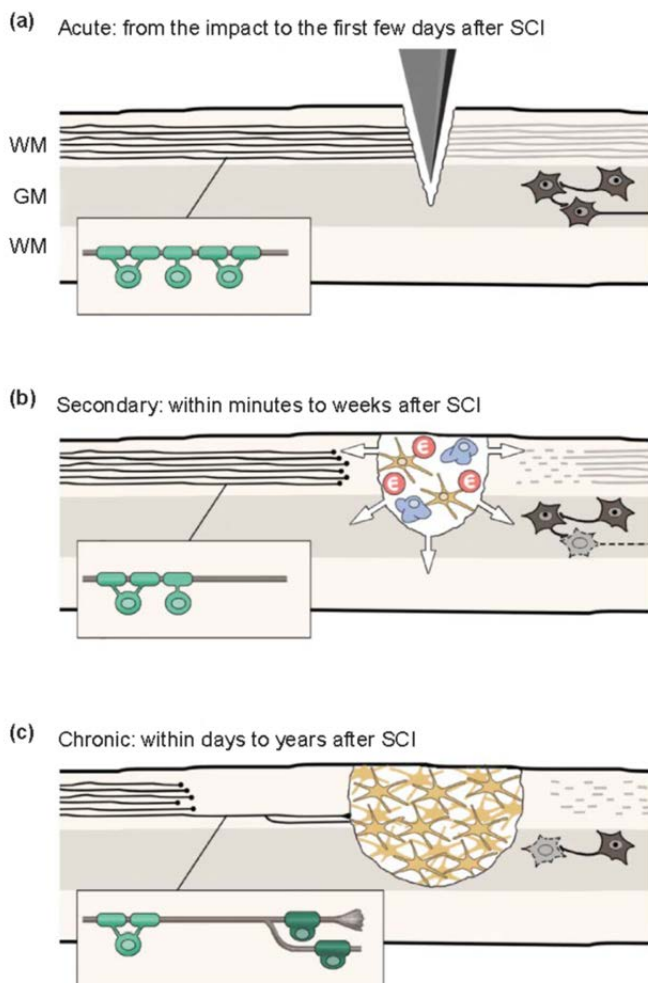 (a) Acute: from the impact to the first few days after SCI
WM
GM
WM
(b) Secondary: within minutes to weeks after SCI
(c) Chronic: within days to years after SCI